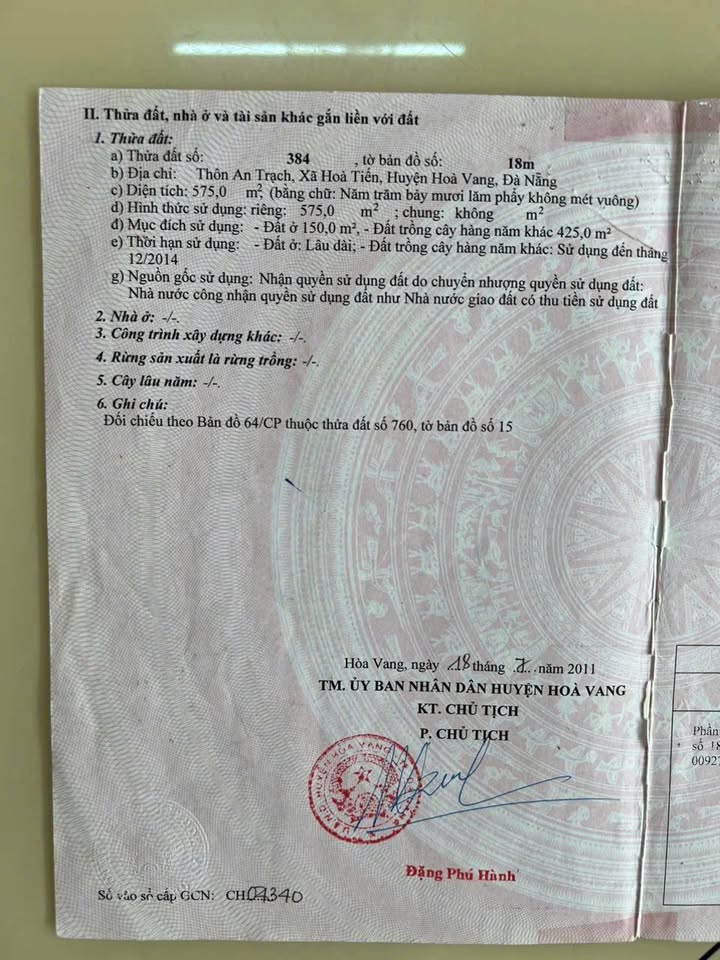 II. Thửa đất, nhà ở và tài sản khác gắn liền với đất
1. Thửa đất:
a) Thửa đất số: 384 , tờ bản đồ số: 18m
b) Địa chỉ: Thôn An Trạch, Xã Hoà Tiến, Huyện Hoà Vang, Đà Nẵng
c) Diện tích: 575,0 m², (bằng chữ: Năm trăm bảy mươi lăm phẩy không mét vuông)
d) Hình thức sử dụng: riêng: 575,0 m² ; chung: không m²
đ) Mục đích sử dụng: - Đất ở 150,0 m², - Đất trồng cây hàng năm khác 425,0 m²
e) Thời hạn sử dụng: - Đất ở: Lâu dài; - Đất trồng cây hàng năm khác: Sử dụng đến tháng
12/2014
g) Nguồn gốc sử dụng: Nhận quyền sử dụng đất do chuyển nhượng quyền sử dụng đất:
Nhà nước công nhận quyền sử dụng đất như Nhà nước giao đất có thu tiền sử dụng đất
2. Nhà ở: -/-.
3. Công trình xây dựng khác: -/-.
4. Rừng sản xuất là rừng trồng: -/-.
5. Cây lâu năm: -/-.
6. Ghi chú:
Đối chiếu theo Bản đồ 64/CP thuộc thửa đất số 760, tờ bản đồ số 15
Hòa Vang, ngày 18 tháng 7 năm 2011
TM. ỦY BAN NHÂN DÂN HUYỆN HOÀ VANG
KT. CHỦ TỊCH
P. CHỦ TỊCH
Đặng Phú Hành
Số vào sổ cấp GCN: CH
Phần
số 18
0092